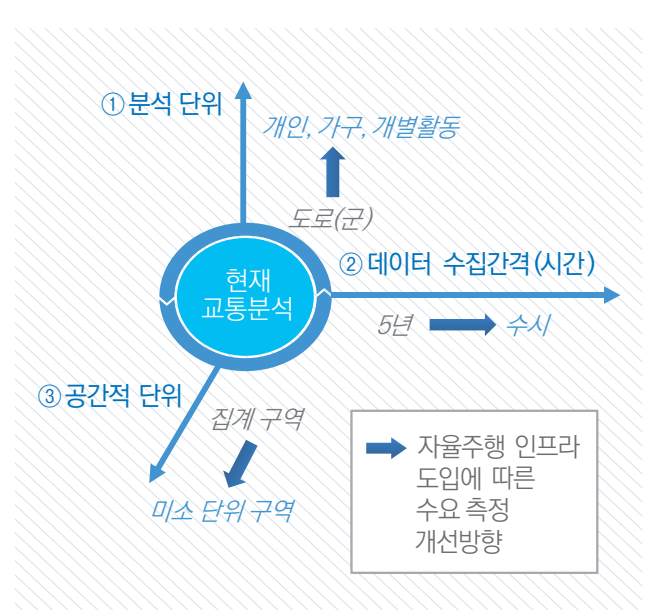 ① 분석 단위
개인, 가구, 개별활동
도로(군)
② 데이터 수집간격(시간)
현재
교통분석
5년
수시
③ 공간적 단위
집계 구역
미소 단위 구역
자율주행 인프라
도입에 따른
수요 측정
개선방향